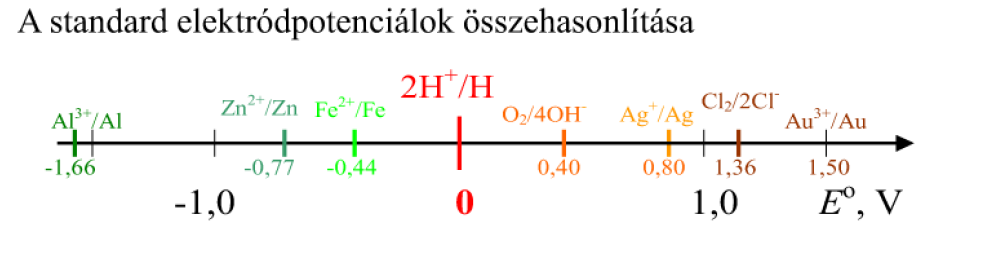 A standard elektródpotenciálok összehasonlítása
2H⁺/H
Al³⁺/Al Zn²⁺/Zn Fe²⁺/Fe O₂/4OH⁻ Ag⁺/Ag Cl₂/2Cl⁻ Au³⁺/Au
-1,66 -0,77 -0,44 0,40 0,80 1,36 1,50
-1,0 0 1,0 E°, V